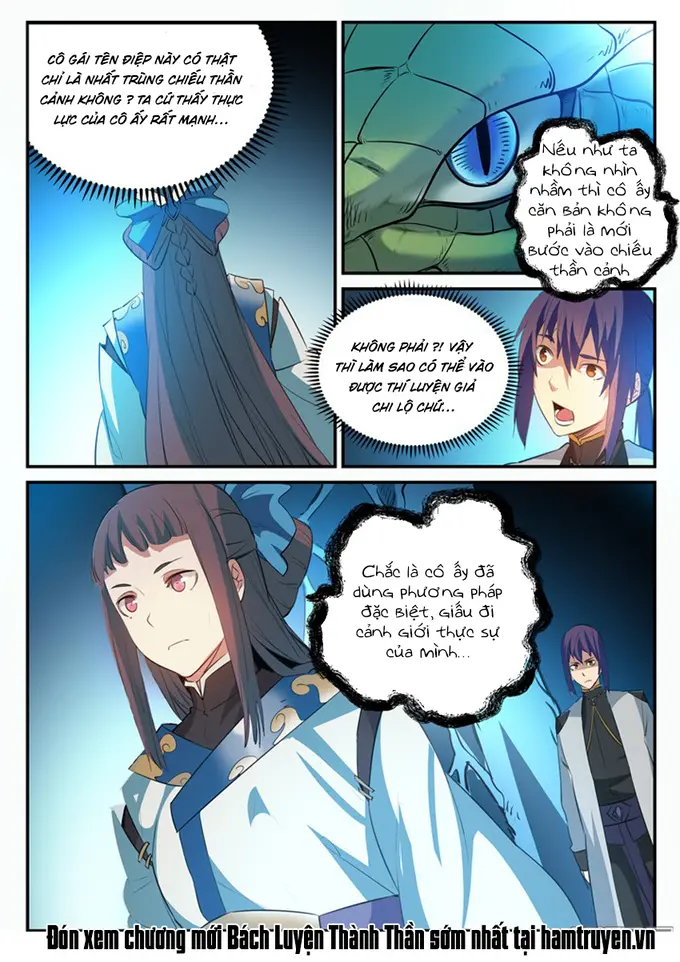 CÔ GÁI TÊN ĐIỆP NÀY CÓ THẬT
CHỈ LÀ NHẤT TRÙNG CHIẾU THẦN
CẢNH KHÔNG ? TA CỨ THẤY THỰC
LỰC CỦA CÔ ẤY RẤT MẠNH...
Nếu như ta
không nhìn
nhầm thì cô ấy
căn bản không
phải là mới
bước vào chiếu
thần cảnh
KHÔNG PHẢI ?! VẬY
THÌ LÀM SAO CÓ THỂ VÀO
ĐƯỢC THÍ LUYỆN GIẢ
CHI LỘ CHỨ...
Chắc là cô ấy đã
dùng phương pháp
đặc biệt, giấu đi
cảnh giới thực sự
của mình...
Đón xem chương mới Bách Luyện Thành Thần sớm nhất tại hamtruyen.vn